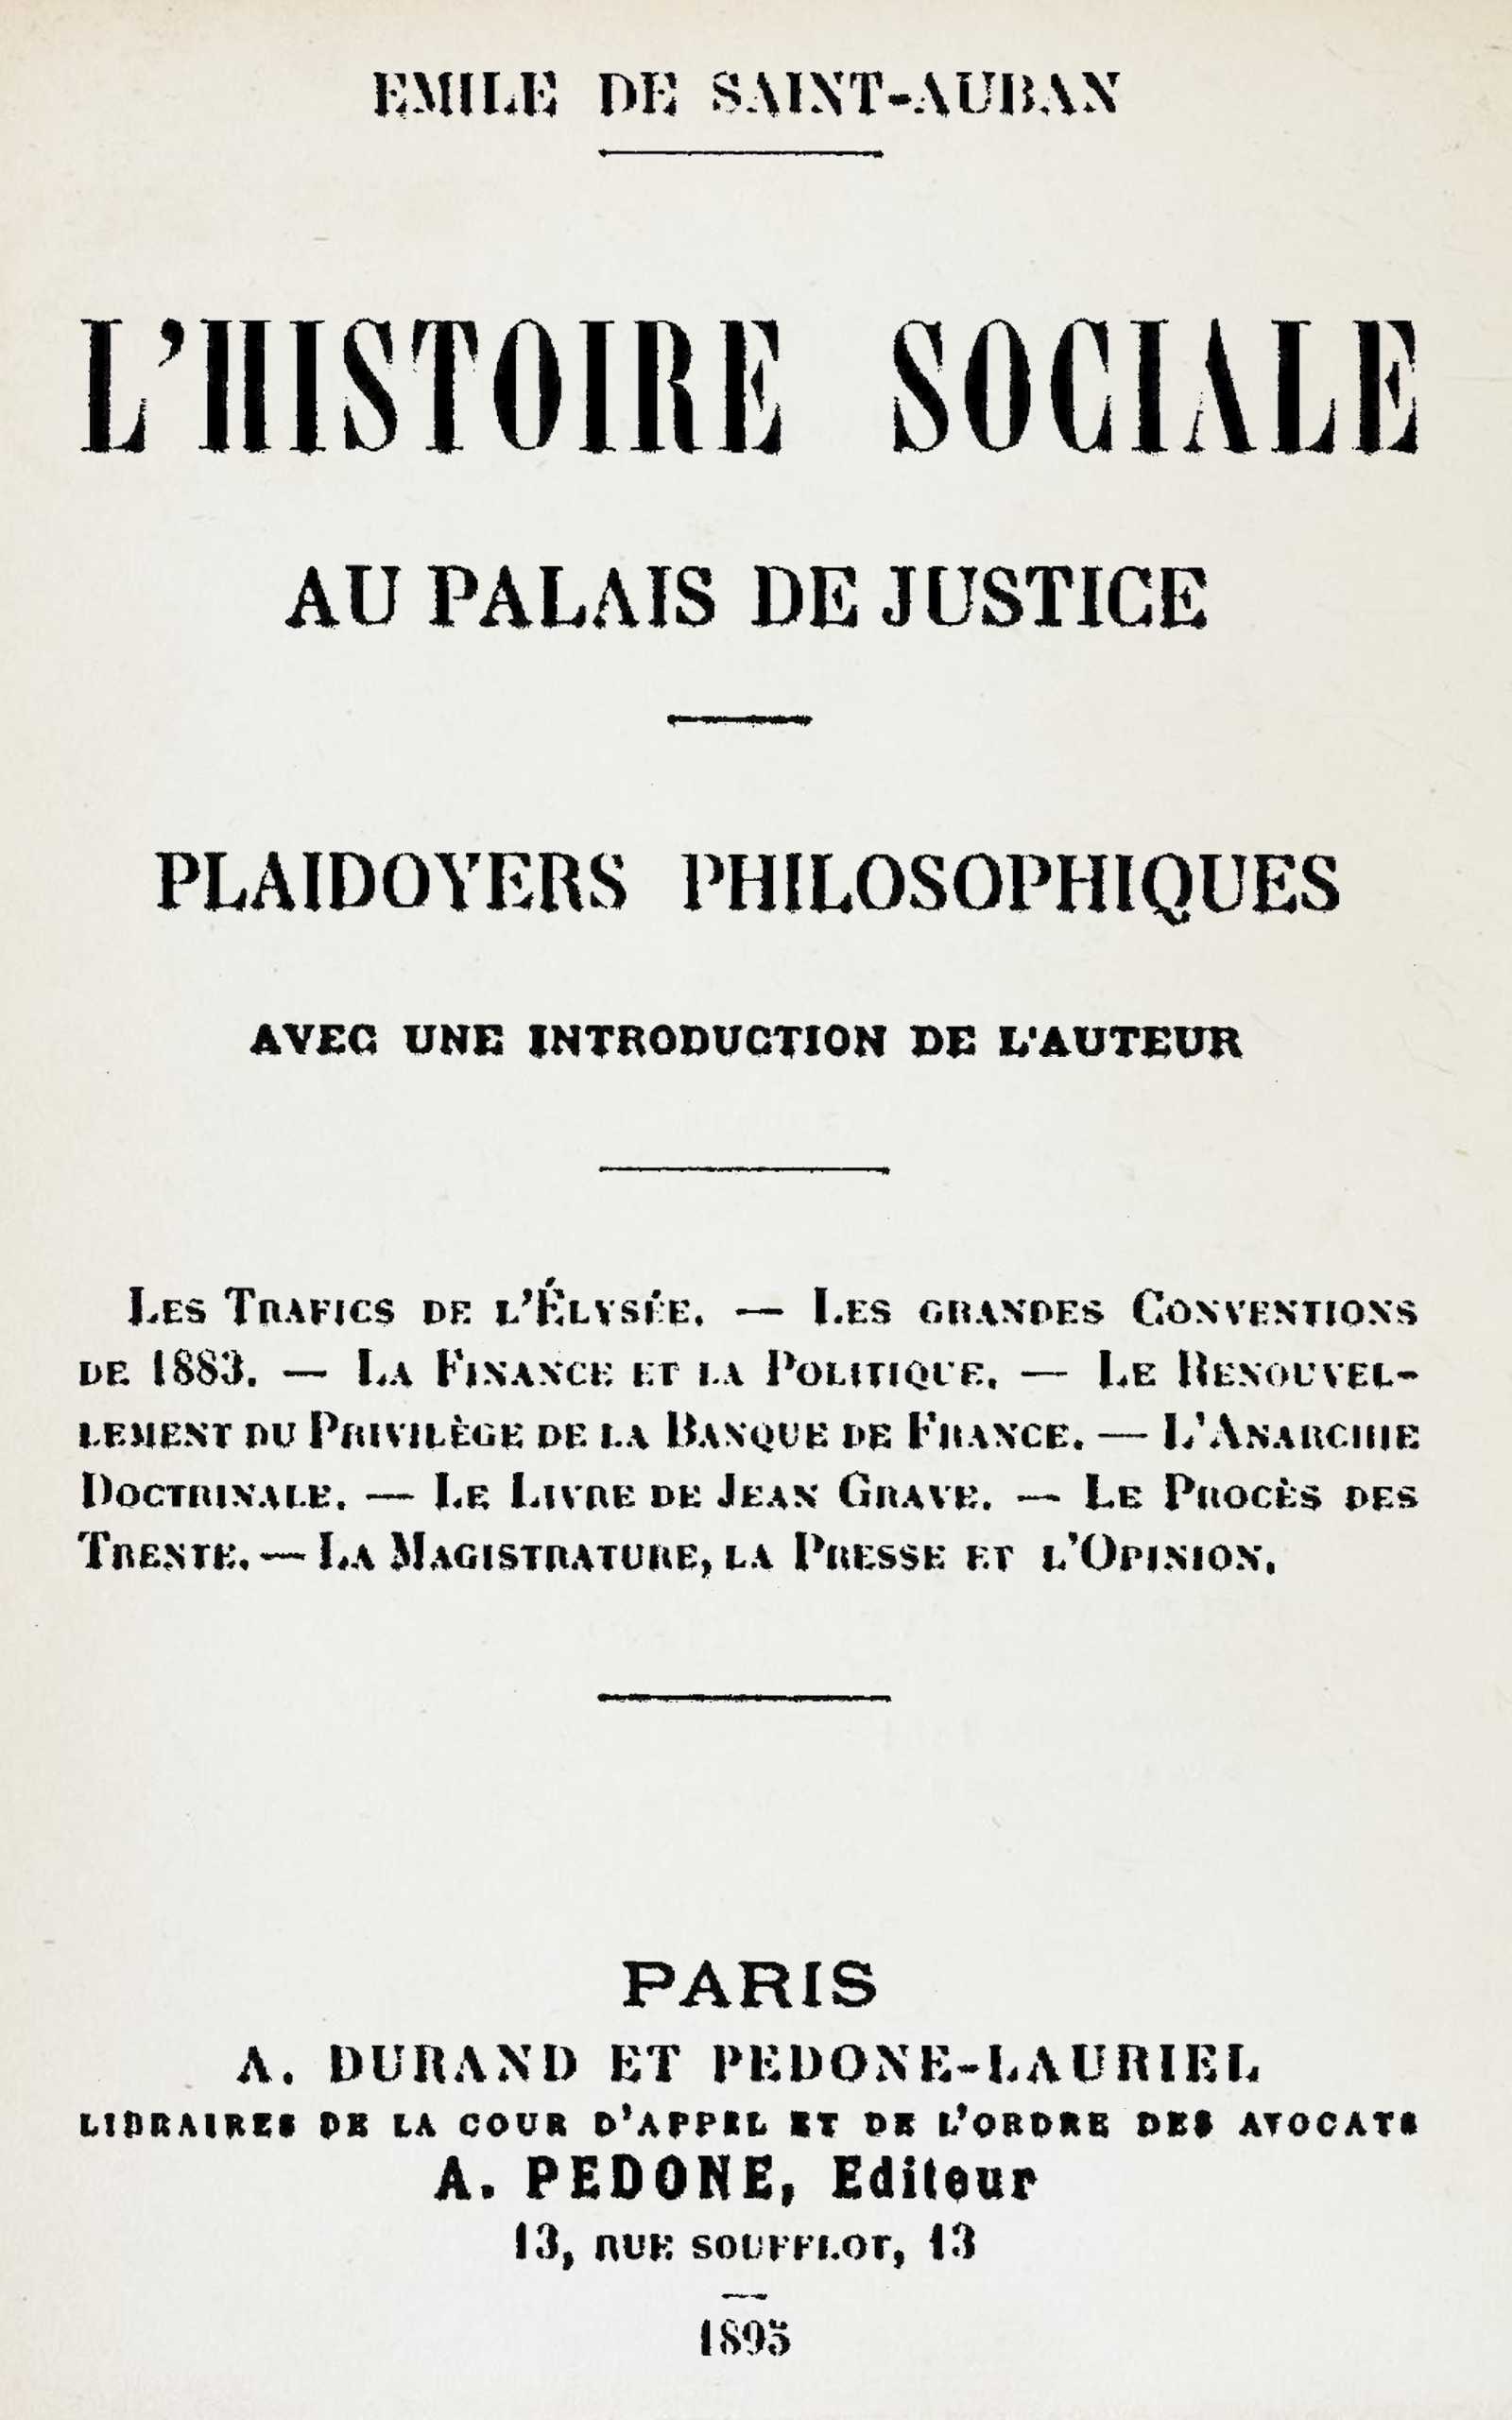 EMILE DE SAINT-AUBAN
L'HISTOIRE SOCIALE
AU PALAIS DE JUSTICE
PLAIDOYERS PHILOSOPHIQUES
AVEC UNE INTRODUCTION DE L'AUTEUR
LES TRAFICS DE L'ÉLYSÉE. — LES GRANDES CONVENTIONS
DE 1883. — LA FINANCE ET LA POLITIQUE. — LE RENOUVEL-
LEMENT DU PRIVILÈGE DE LA BANQUE DE FRANCE. — L'ANARCHIE
DOCTRINALE. — LE LIVRE DE JEAN GRAVE. — LE PROCÈS DES
TRENTE. — LA MAGISTRATURE, LA PRESSE ET L'OPINION.
PARIS
A. DURAND ET PEDONE-LAURIEL
LIBRAIRES DE LA COUR D'APPEL ET DE L'ORDRE DES AVOCATS
A. PEDONE, Editeur
13, RUE SOUFFLOT, 13
1895